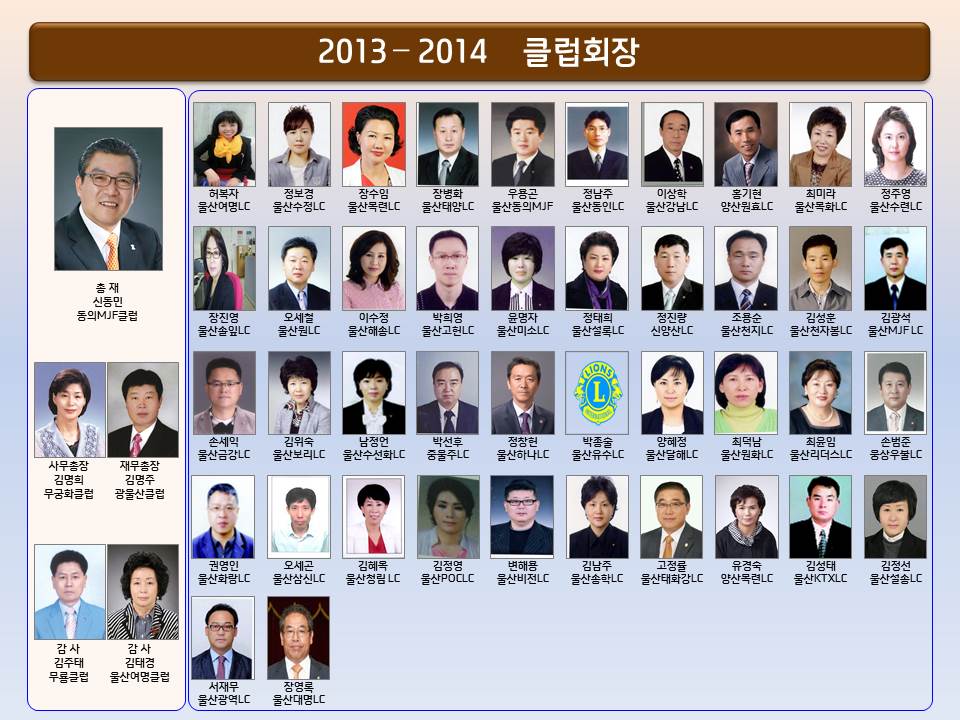 2013 – 2014 클럽회장
총 재
신동민
동의MJF클럽
사무총장
김명희
무궁화클럽
재무총장
김명주
광울산클럽
감 사
김주태
무룡클럽
감 사
김태경
울산여명클럽
허복자
울산여명LC
정보경
울산수정LC
장수임
울산목련LC
장병화
울산태양LC
우용곤
울산동의MJF
정남주
울산동인LC
이상학
울산강남LC
홍기현
양산원효LC
최미라
울산목화LC
정주영
울산수련LC
장진영
울산솔잎LC
오세철
울산원LC
이수정
울산해송LC
박희영
울산고헌LC
윤명자
울산미소LC
정태희
울산설록LC
정진량
신양산LC
조용순
울산천지LC
김성훈
울산천자봉LC
김광석
울산MJF LC
손세익
울산금강LC
김위숙
울산보리LC
남정언
울산수선화LC
박선후
중울주LC
정창현
울산하나LC
LIONS
L
INTERNATIONAL
박종술
울산유수LC
양혜정
울산달해LC
최덕남
울산원화LC
최윤임
울산리더스LC
손범준
웅상우불LC
권영인
울산화랑LC
오세곤
울산삼신LC
김혜옥
울산청림 LC
김정영
울산POCLC
변해용
울산비전LC
김남주
울산송학LC
고정률
울산태화강LC
유경숙
양산목련LC
김성태
울산KTXLC
김정선
울산설송LC
서재무
울산광역LC
장영록
울산대명LC